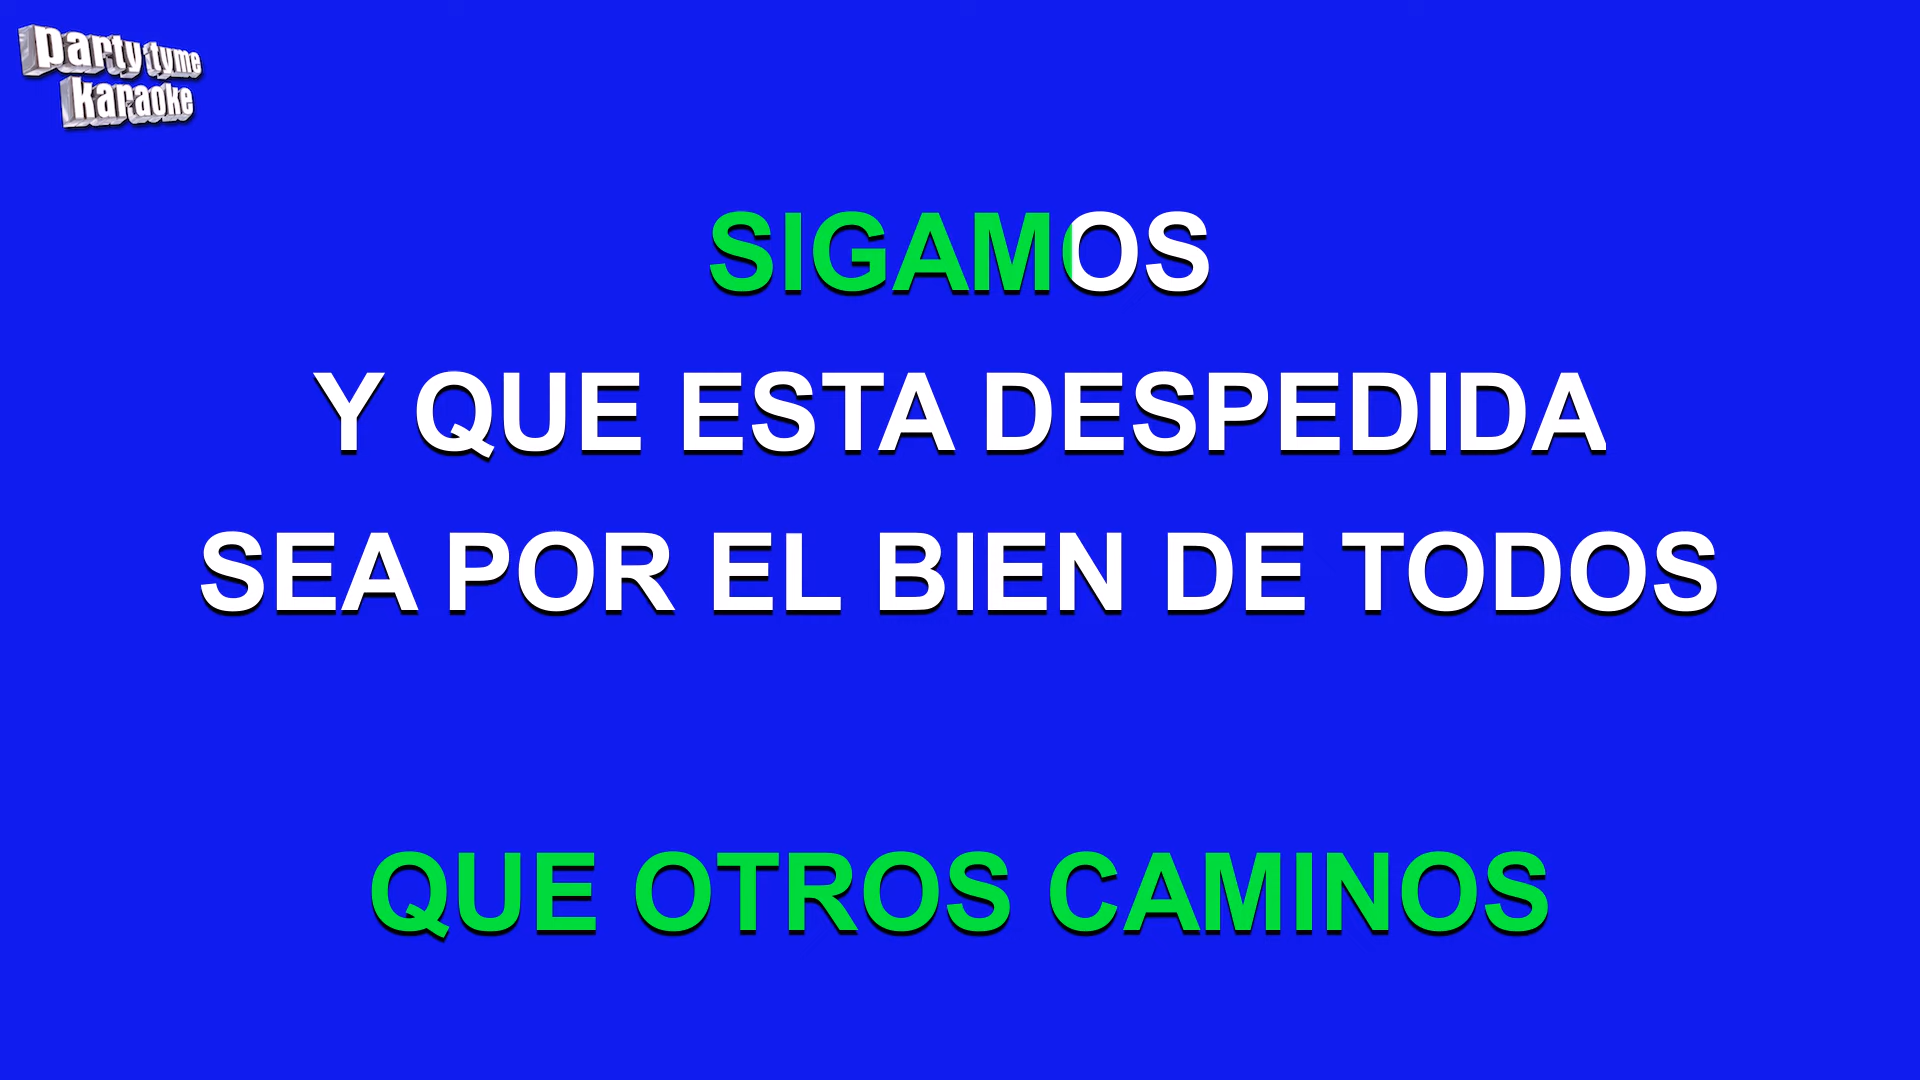 party tyme
karaoke
SIGAMOS
Y QUE ESTA DESPEDIDA
SEA POR EL BIEN DE TODOS
QUE OTROS CAMINOS